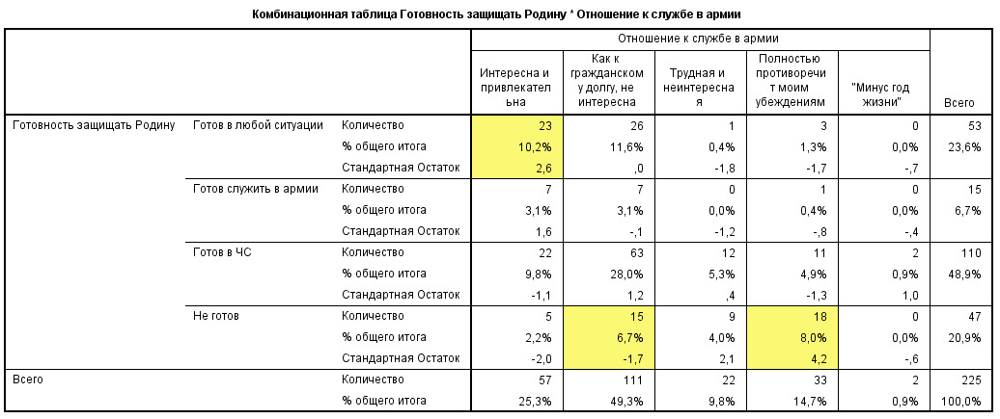 Комбинационная таблица Готовность защищать Родину * Отношение к службе в армии
Отношение к службе в армии
Интересна и привлекател ьна
Как к гражданском у долгу, не интересна
Трудная и неинтересна я
Полностью противоречи т моим убеждениям
"Минус год жизни"
Всего
Готовность защищать Родину Готов в любой ситуации Количество 23 26 1 3 0 53
% общего итога 10,2% 11,6% 0,4% 1,3% 0,0% 23,6%
Стандартная Остаток 2,6 ,0 -1,8 -1,7 -,7
Готов служить в армии Количество 7 7 0 1 0 15
% общего итога 3,1% 3,1% 0,0% 0,4% 0,0% 6,7%
Стандартная Остаток 1,6 -,1 -1,2 -,8 -,4
Готов в ЧС Количество 22 63 12 11 2 110
% общего итога 9,8% 28,0% 5,3% 4,9% 0,9% 48,9%
Стандартная Остаток -1,1 1,2 ,4 -1,3 1,0
Не готов Количество 5 15 9 18 0 47
% общего итога 2,2% 6,7% 4,0% 8,0% 0,0% 20,9%
Стандартная Остаток -2,0 -1,7 2,1 4,2 -,6
Всего Количество 57 111 22 33 2 225
% общего итога 25,3% 49,3% 9,8% 14,7% 0,9% 100,0%